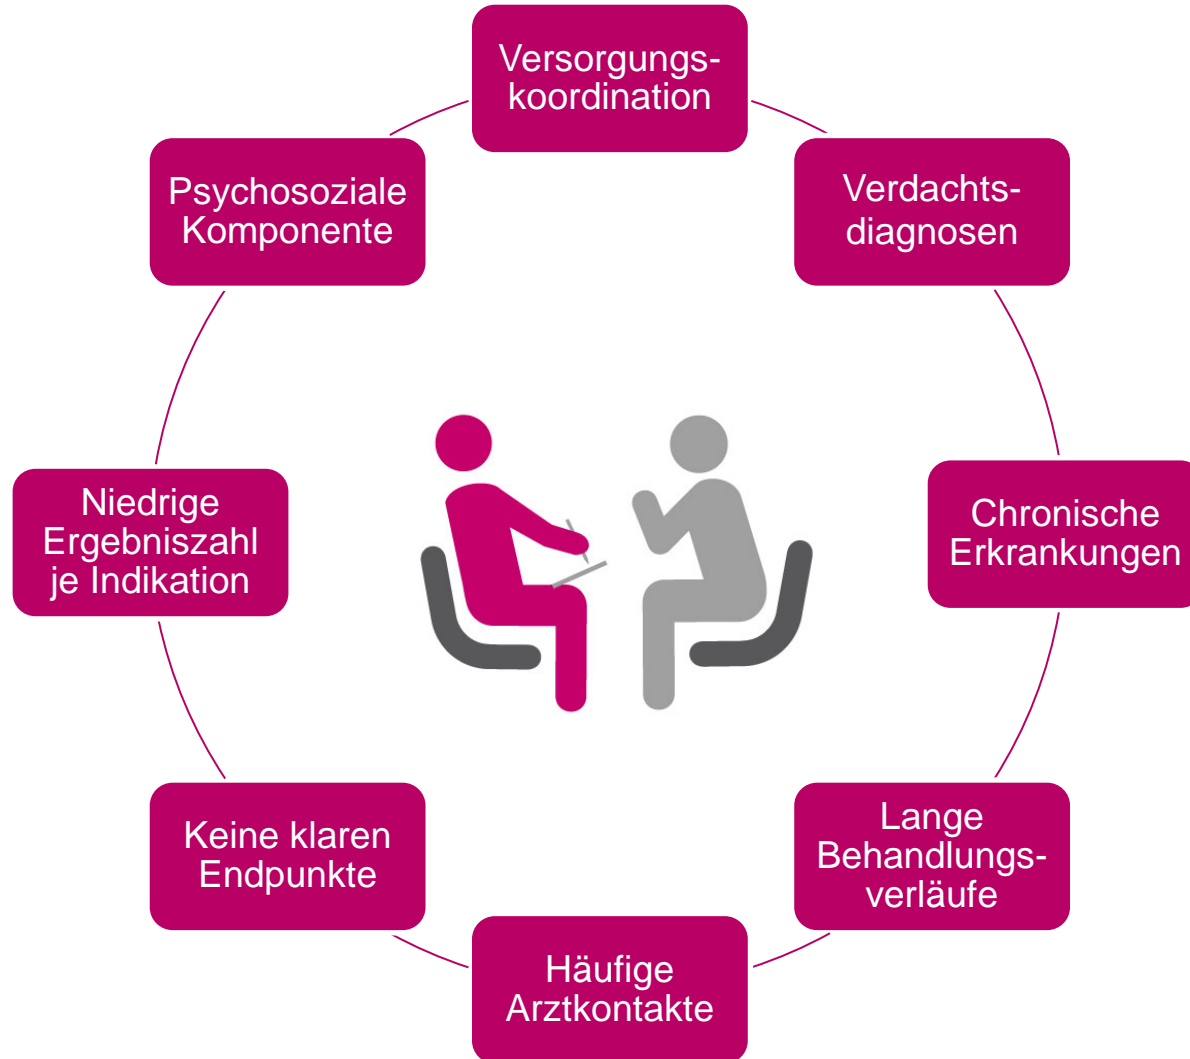 Versorgungs-
koordination
Verdachts-
diagnosen
Chronische
Erkrankungen
Lange
Behandlungs-
verläufe
Häufige
Arztkontakte
Keine klaren
Endpunkte
Niedrige
Ergebniszahl
je Indikation
Psychosoziale
Komponente